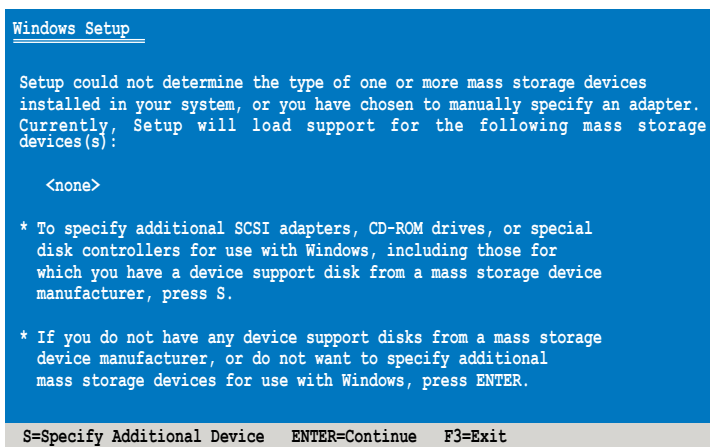 Windows Setup
Setup could not determine the type of one or more mass storage devices
installed in your system, or you have chosen to manually specify an adapter.
Currently, Setup will load support for the following mass storage
devices(s):
<none>
* To specify additional SCSI adapters, CD-ROM drives, or special
disk controllers for use with Windows, including those for
which you have a device support disk from a mass storage device
manufacturer, press S.
* If you do not have any device support disks from a mass storage
device manufacturer, or do not want to specify additional
mass storage devices for use with Windows, press ENTER.
S=Specify Additional Device ENTER=Continue F3=Exit